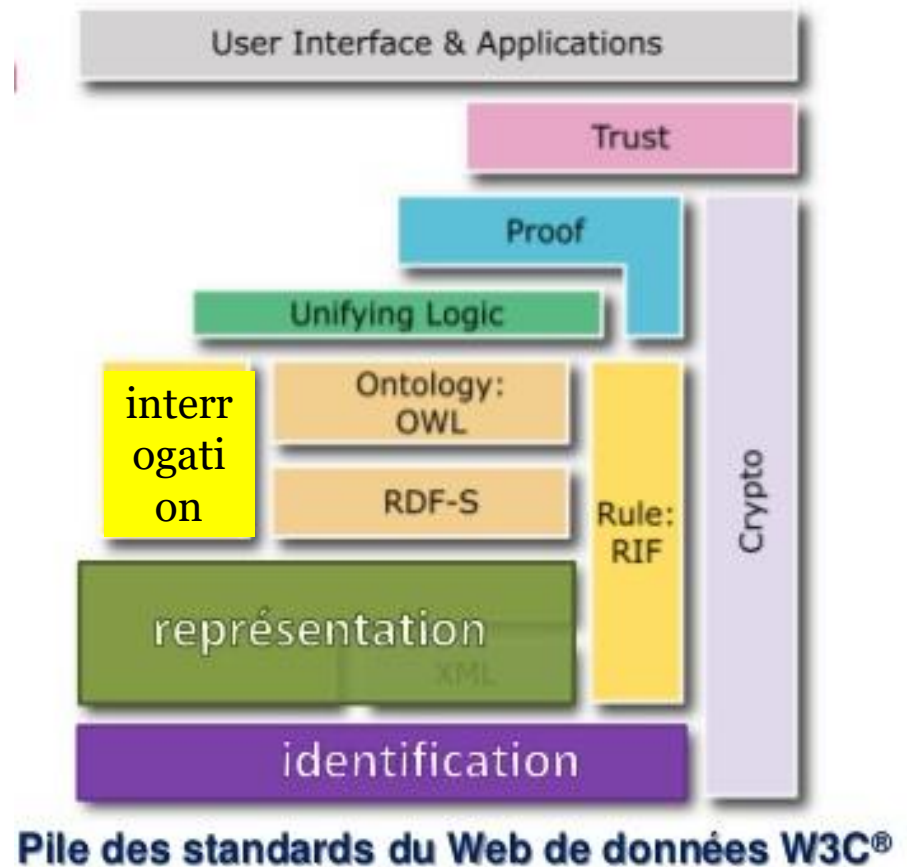 User Interface & Applications
Trust
Proof
Unifying Logic
interr
ogati
on
Ontology:
OWL
RDF-S
Rule:
RIF
Crypto
représentation
XML
identification
Pile des standards du Web de données W3C®